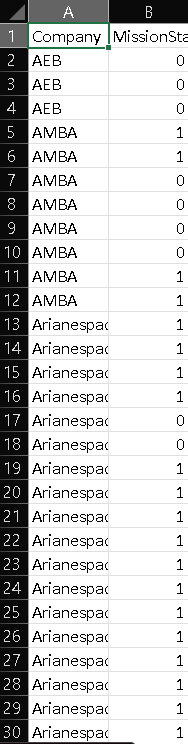 A B
1 Company MissionSta
2 AEB 0
3 AEB 0
4 AEB 0
5 AMBA 1
6 AMBA 1
7 AMBA 0
8 AMBA 0
9 AMBA 0
10 AMBA 0
11 AMBA 1
12 AMBA 1
13 Arianespac 1
14 Arianespac 1
15 Arianespac 1
16 Arianespac 1
17 Arianespac 0
18 Arianespac 0
19 Arianespac 1
20 Arianespac 1
21 Arianespac 1
22 Arianespac 1
23 Arianespac 1
24 Arianespac 1
25 Arianespac 1
26 Arianespac 1
27 Arianespac 1
28 Arianespac 1
29 Arianespac 1
30 Arianespac 1